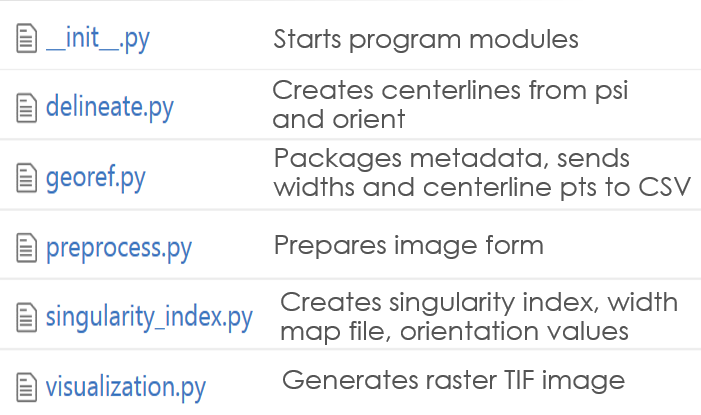 __init__.py Starts program modules
delineate.py Creates centerlines from psi
and orient
georef.py Packages metadata, sends
widths and centerline pts to CSV
preprocess.py Prepares image form
singularity_index.py Creates singularity index, width
map file, orientation values
visualization.py Generates raster TIF image